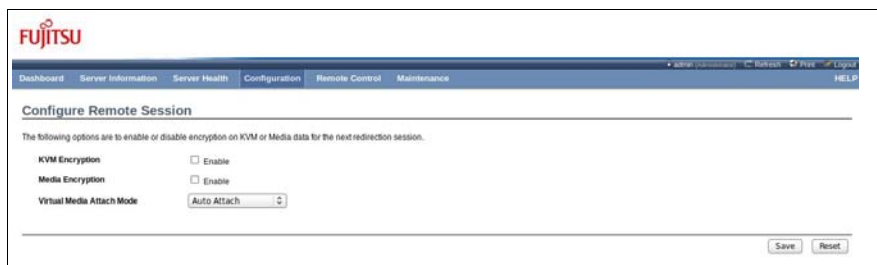 FUJITSU
• admin (Administrator) Refresh Print Logout
Dashboard Server Information Server Health Configuration Remote Control Maintenance HELP
Configure Remote Session
The following options are to enable or disable encryption on KVM or Media data for the next redirection session.
KVM Encryption Enable
Media Encryption Enable
Virtual Media Attach Mode Auto Attach
Save Reset